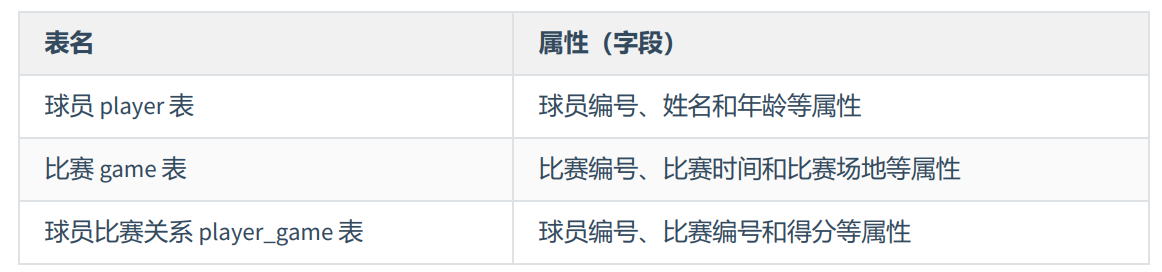 表名 属性（字段）
球员 player 表 球员编号、姓名和年龄等属性
比赛 game 表 比赛编号、比赛时间和比赛场地等属性
球员比赛关系 player_game 表 球员编号、比赛编号和得分等属性